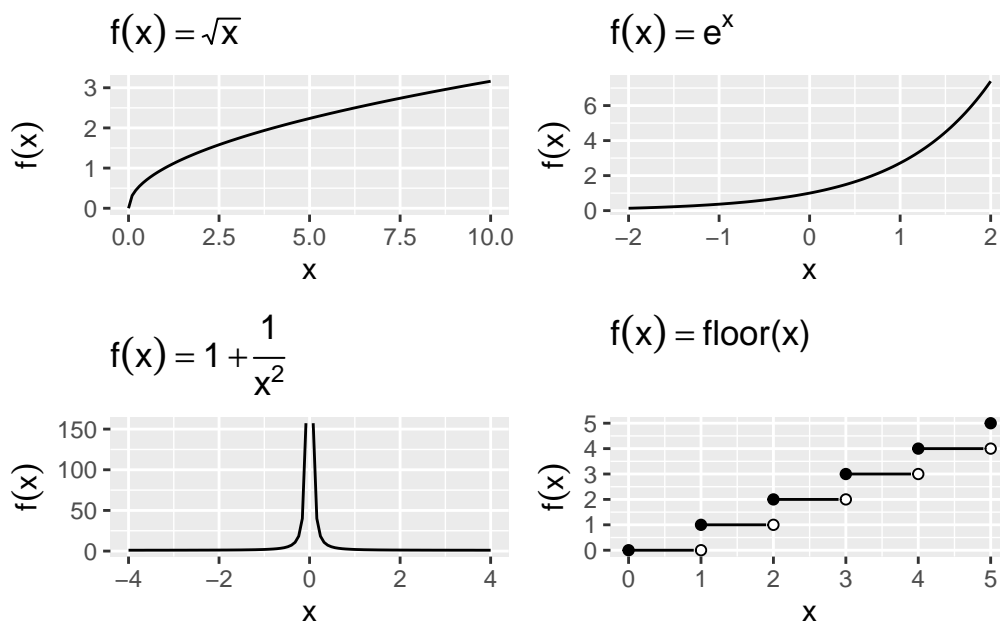 f(x) = √x
3
2
1
0
f(x)
0.0 2.5 5.0 7.5 10.0
x
f(x) = eˣ
6
4
2
0
f(x)
−2 −1 0 1 2
x
f(x) = 1 + 1/x²
150
100
50
0
f(x)
−4 −2 0 2 4
x
f(x) = floor(x)
5
4
3
2
1
0
f(x)
0 1 2 3 4 5
x